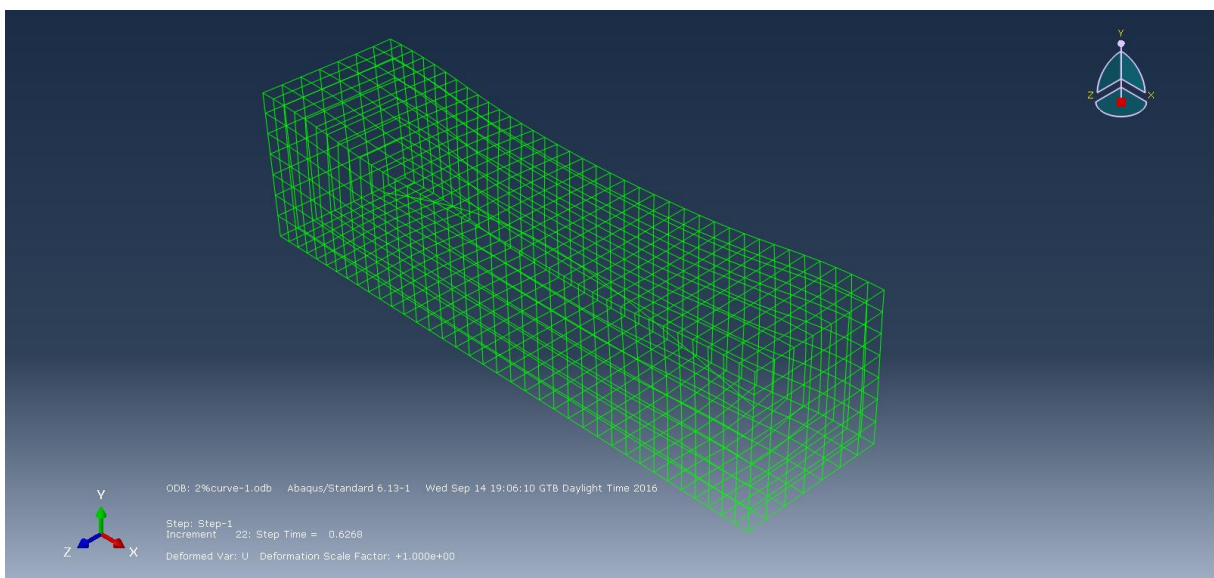 Y
Z X
ODB: 2%curve-1.odb Abaqus/Standard 6.13-1 Wed Sep 14 19:06:10 GTB Daylight Time 2016
Y
Step: Step-1
Increment 22: Step Time = 0.6268
Z X
Deformed Var: U Deformation Scale Factor: +1.000e+00